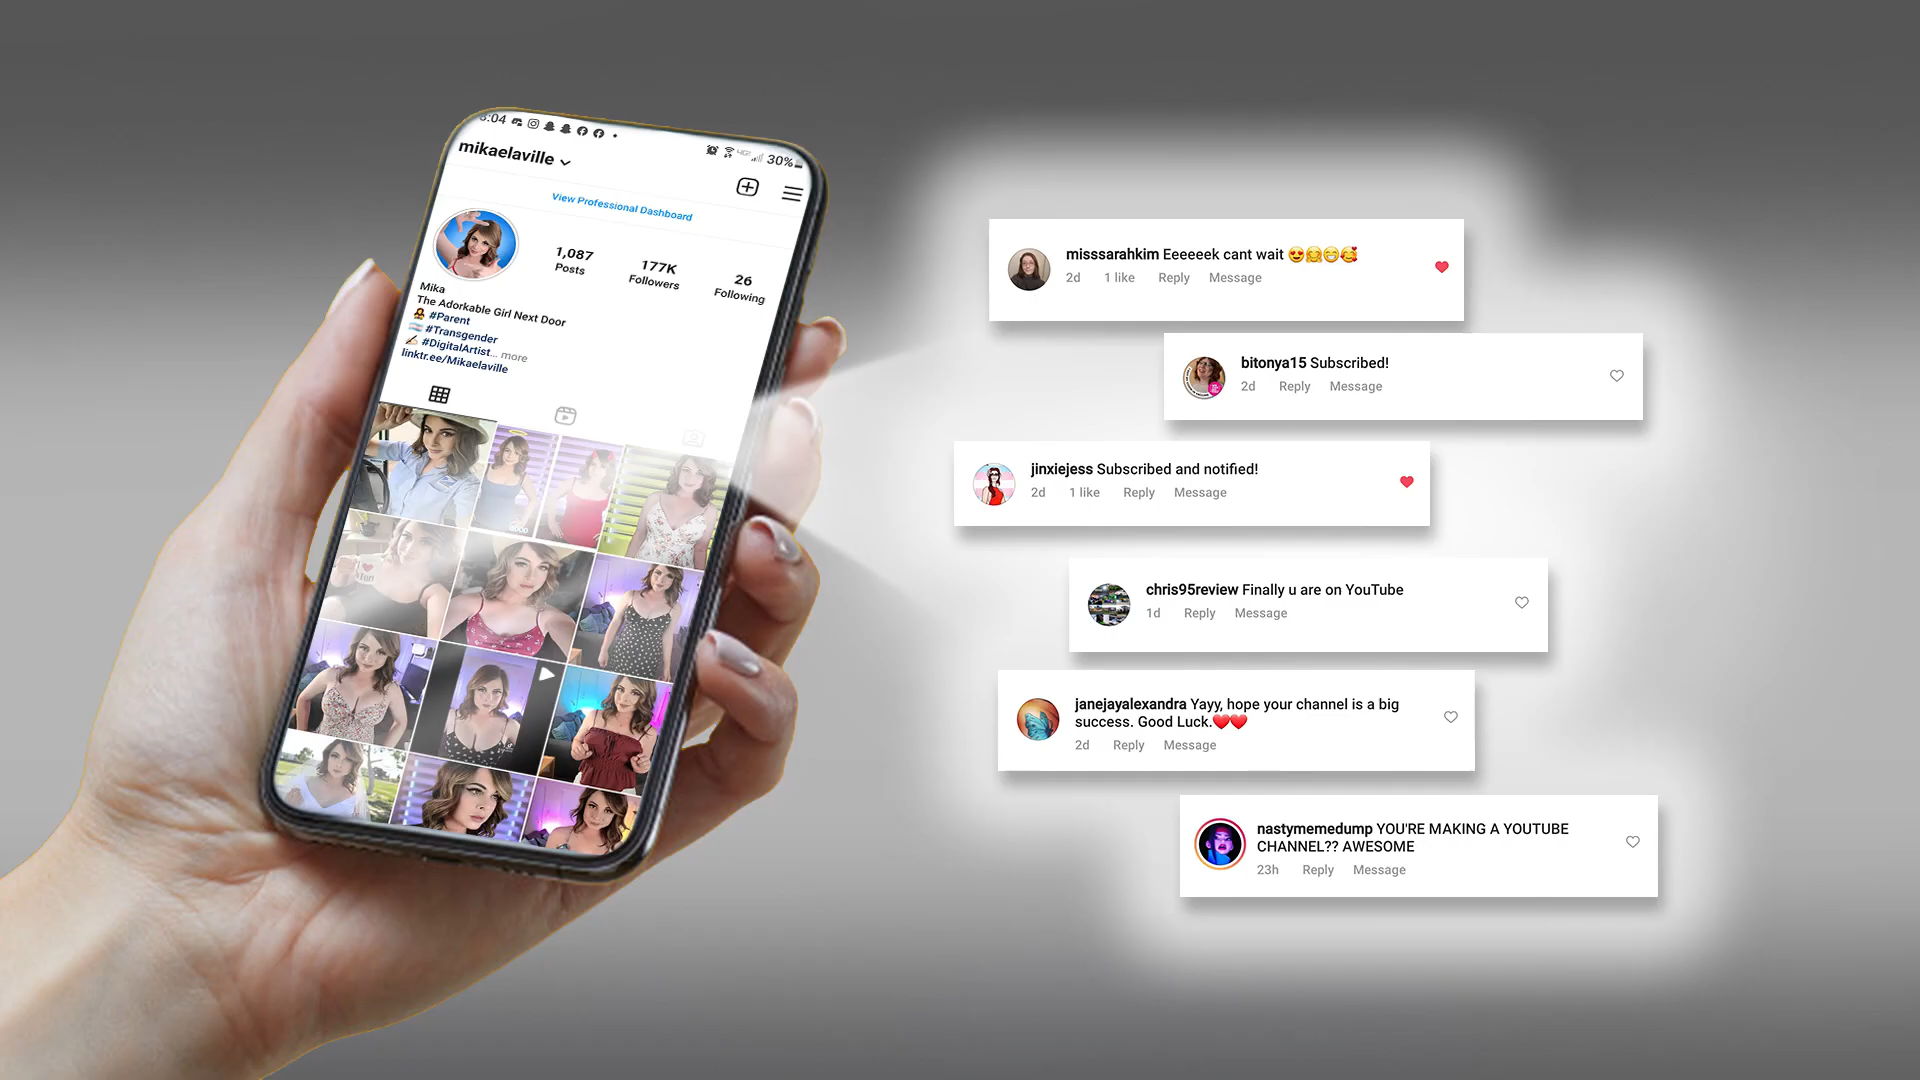 3:04
30%
mikaelaville
View Professional Dashboard
1,087
Posts
177K
Followers
26
Following
Mika
The Adorkable Girl Next Door
#Parent
#Transgender
#DigitalArtist... more
linktr.ee/Mikaelaville
misssarahkim Eeeeeek cant wait 😍🤗😁🥰
2d 1 like Reply Message
bitonya15 Subscribed!
2d Reply Message
jinxiejess Subscribed and notified!
2d 1 like Reply Message
chris95review Finally u are on YouTube
1d Reply Message
janejayalexandra Yayy, hope your channel is a big
success. Good Luck.❤️❤️
2d Reply Message
nastymemedump YOU'RE MAKING A YOUTUBE
CHANNEL?? AWESOME
23h Reply Message